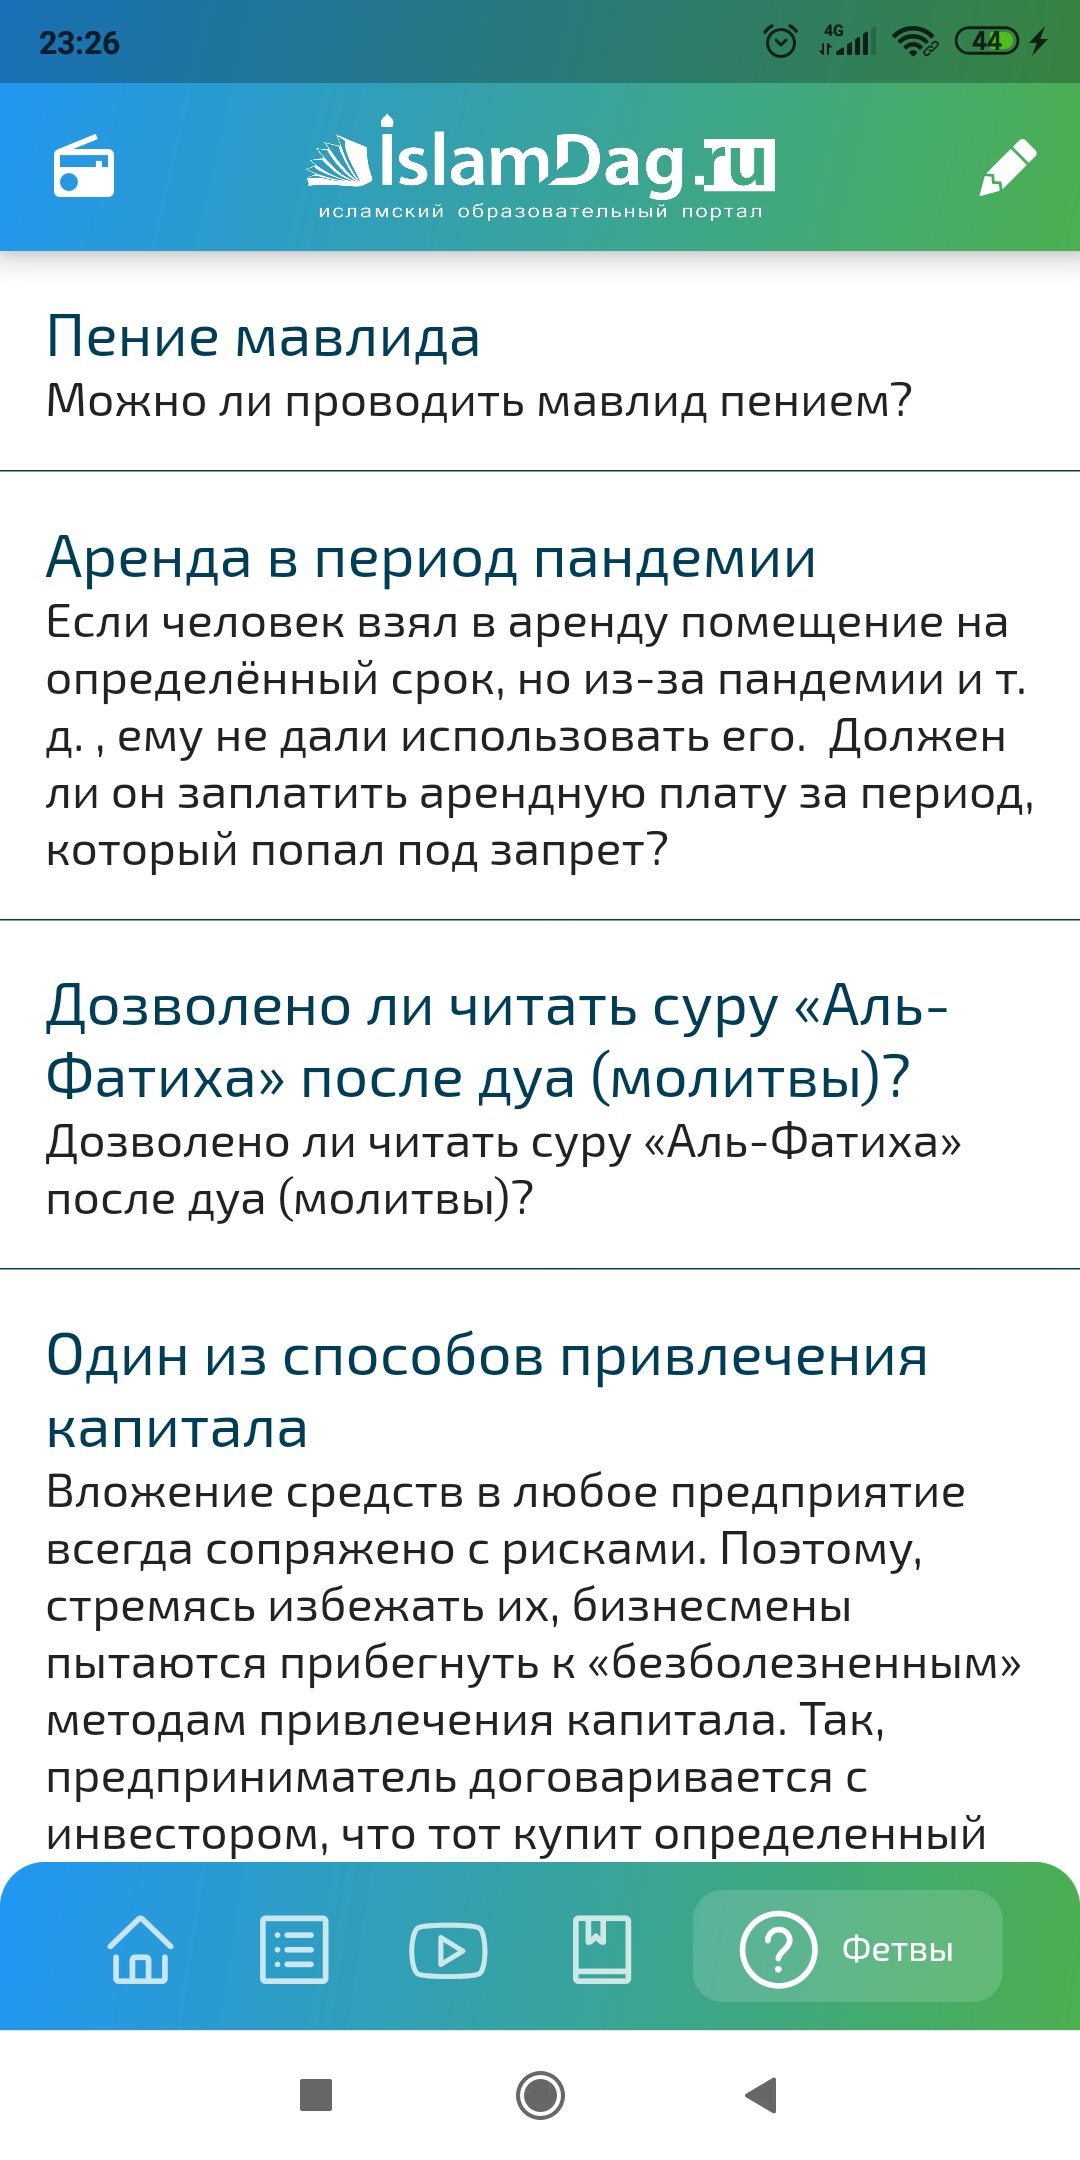 23:26
4G
44
islamDag.ru
исламский образовательный портал
Пение мавлида
Можно ли проводить мавлид пением?
Аренда в период пандемии
Если человек взял в аренду помещение на
определённый срок, но из-за пандемии и т.
д. , ему не дали использовать его.  Должен
ли он заплатить арендную плату за период,
который попал под запрет?
Дозволено ли читать суру «Аль-
Фатиха» после дуа (молитвы)?
Дозволено ли читать суру «Аль-Фатиха»
после дуа (молитвы)?
Один из способов привлечения
капитала
Вложение средств в любое предприятие
всегда сопряжено с рисками. Поэтому,
стремясь избежать их, бизнесмены
пытаются прибегнуть к «безболезненным»
методам привлечения капитала. Так,
предприниматель договаривается с
инвестором, что тот купит определенный
Фетвы